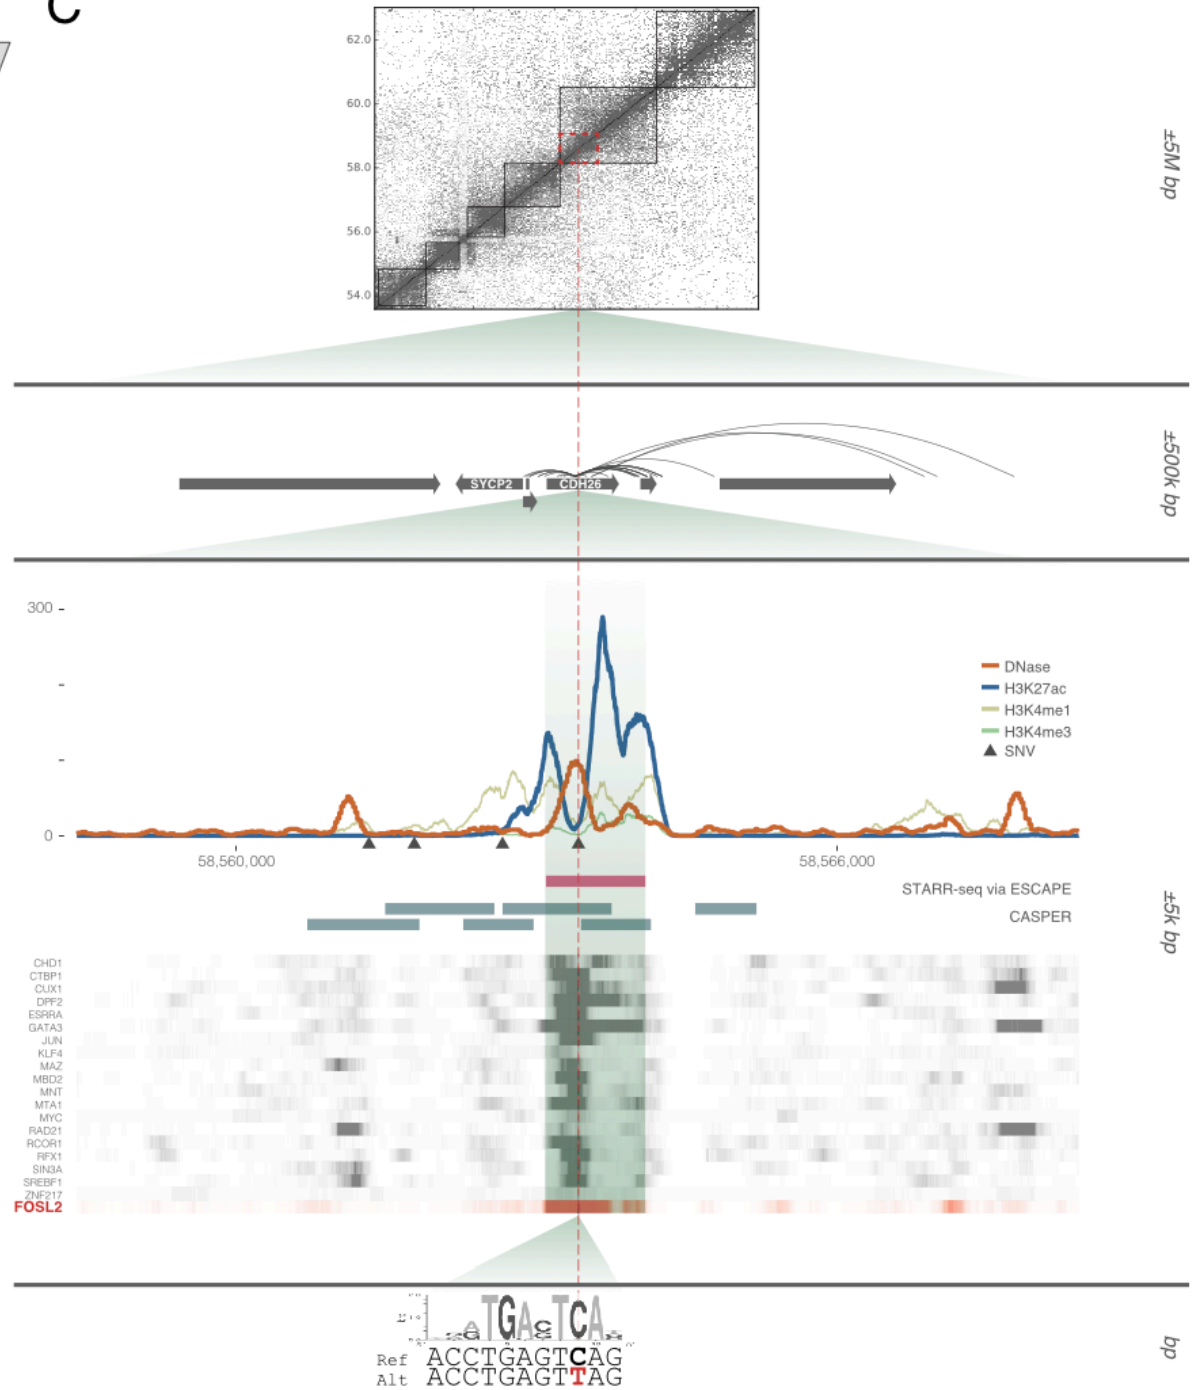 C
62.0
60.0
58.0
56.0
54.0
±5M bp
SYCP2
CDH26
±500k bp
300
0
DNase
H3K27ac
H3K4me1
H3K4me3
SNV
58,560,000
58,566,000
STARR-seq via ESCAPE
CASPER
±5k bp
CHD1
CTBP1
CUX1
DPF2
ESRRA
GATA3
JUN
KLF4
MAZ
MBD2
MNT
MTA1
MYC
RAD21
RCOR1
RFX1
SIN3A
SREBF1
ZNF217
FOSL2
TGACTCA
Ref ACCTGAGTCAG
Alt ACCTGAGTTAG
bp